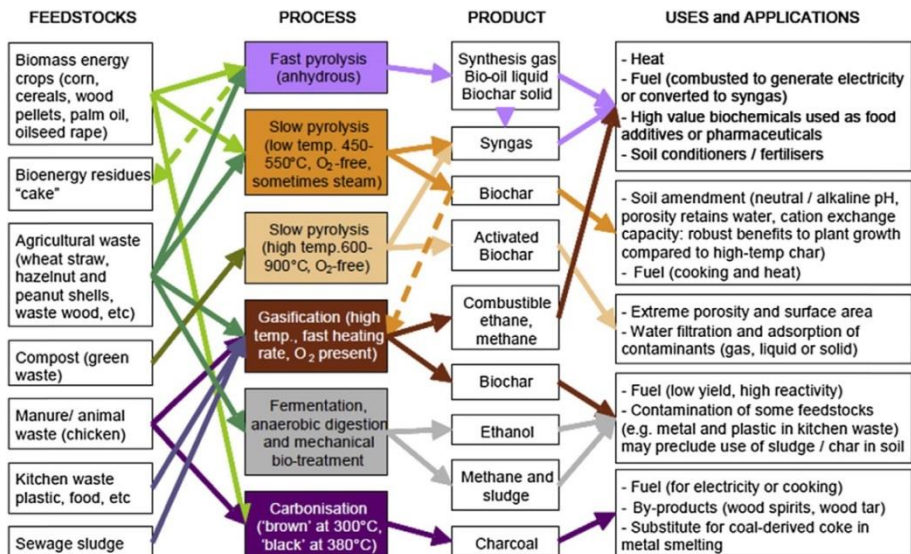 FEEDSTOCKS
PROCESS
PRODUCT
USES and APPLICATIONS
Biomass energy
crops (corn,
cereals, wood
pellets, palm oil,
oilseed rape)
Bioenergy residues
“cake”
Agricultural waste
(wheat straw,
hazelnut and
peanut shells,
waste wood, etc)
Compost (green
waste)
Manure/ animal
waste (chicken)
Kitchen waste
plastic, food, etc
Sewage sludge
Fast pyrolysis
(anhydrous)
Slow pyrolysis
(low temp. 450-
550°C, O₂-free,
sometimes steam)
Slow pyrolysis
(high temp.600-
900°C, O₂-free)
Gasification (high
temp., fast heating
rate, O₂ present)
Fermentation,
anaerobic digestion
and mechanical
bio-treatment
Carbonisation
(‘brown’ at 300°C,
‘black’ at 380°C)
Synthesis gas
Bio-oil liquid
Biochar solid
Syngas
Biochar
Activated
Biochar
Combustible
ethane,
methane
Biochar
Ethanol
Methane and
sludge
Charcoal
- Heat
- Fuel (combusted to generate electricity
or converted to syngas)
- High value biochemicals used as food
additives or pharmaceuticals
- Soil conditioners / fertilisers
- Soil amendment (neutral / alkaline pH,
porosity retains water, cation exchange
capacity: robust benefits to plant growth
compared to high-temp char)
- Fuel (cooking and heat)
- Extreme porosity and surface area
- Water filtration and adsorption of
contaminants (gas, liquid or solid)
- Fuel (low yield, high reactivity)
- Contamination of some feedstocks
(e.g. metal and plastic in kitchen waste)
may preclude use of sludge / char in soil
- Fuel (for electricity or cooking)
- By-products (wood spirits, wood tar)
- Substitute for coal-derived coke in
metal smelting